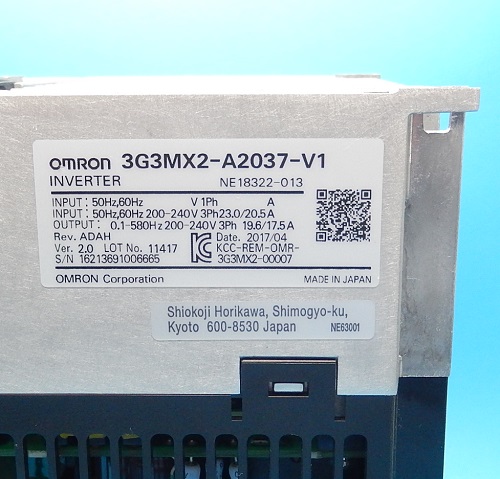 OMRON 3G3MX2-A2037-V1
INVERTER NE18322-013
INPUT: 50Hz,60Hz V 1Ph A
INPUT: 50Hz,60Hz 200-240V 3Ph 23.0/20.5A
OUTPUT: 0.1-580Hz 200-240V 3Ph 19.6/17.5A
Rev. ADAH Date. 2017/04
Ver. 2.0 LOT No. 11417 KCC-REM-OMR-
S/N 16213691006665 3G3MX2-00007
OMRON Corporation MADE IN JAPAN
Shiokoji Horikawa, Shimogyo-ku,
Kyoto 600-8530 Japan NE63001